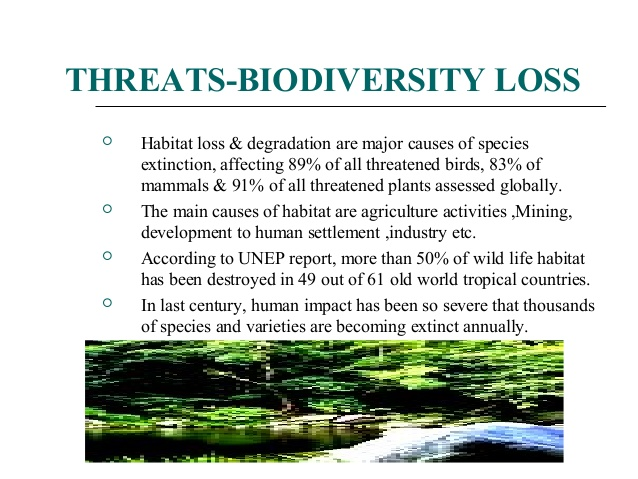 THREATS-BIODIVERSITY LOSS
Habitat loss & degradation are major causes of species
extinction, affecting 89% of all threatened birds, 83% of
mammals & 91% of all threatened plants assessed globally.
The main causes of habitat are agriculture activities ,Mining,
development to human settlement ,industry etc.
According to UNEP report, more than 50% of wild life habitat
has been destroyed in 49 out of 61 old world tropical countries.
In last century, human impact has been so severe that thousands
of species and varieties are becoming extinct annually.